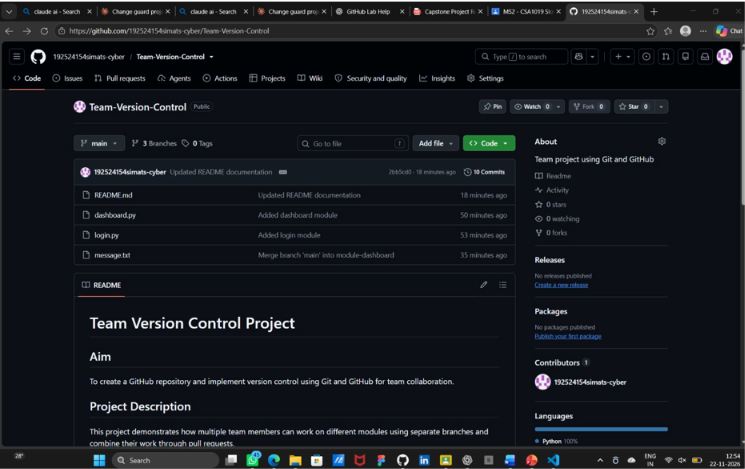 claude ai - Search
Change guard proj
claude ai - Search
Change guard proj
GitHub Lab Help
Capstone Project F
M52 - CSA1019 So
192524154simats-c
Chat
https://github.com/192524154simats-cyber/Team-Version-Control
192524154simats-cyber / Team-Version-Control
Type / to search
Code
Issues
Pull requests
Agents
Actions
Projects
Wiki
Security and quality
Insights
Settings
Team-Version-Control Public
Pin
Watch 0
Fork 0
Star 0
main
3 Branches
0 Tags
Go to file
T
Add file
Code
192524154simats-cyber Updated README documentation
18 minutes ago
10 Commits
README.md Updated README documentation 18 minutes ago
dashboard.py Added dashboard module 50 minutes ago
login.py Added login module 53 minutes ago
message.txt Merge branch 'main' into module-dashboard 35 minutes ago
README
Team Version Control Project
Aim
To create a GitHub repository and implement version control using Git and GitHub for team collaboration.
Project Description
This project demonstrates how multiple team members can work on different modules using separate branches and
combine their work through pull requests.
About
Team project using Git and GitHub
Readme
Activity
0 stars
0 watching
0 forks
Releases
No releases published
Create a new release
Packages
No packages published
Publish your first package
Contributors 1
192524154simats-cyber
Languages
Python 100%
28°
Search
ENG
IN
12:54